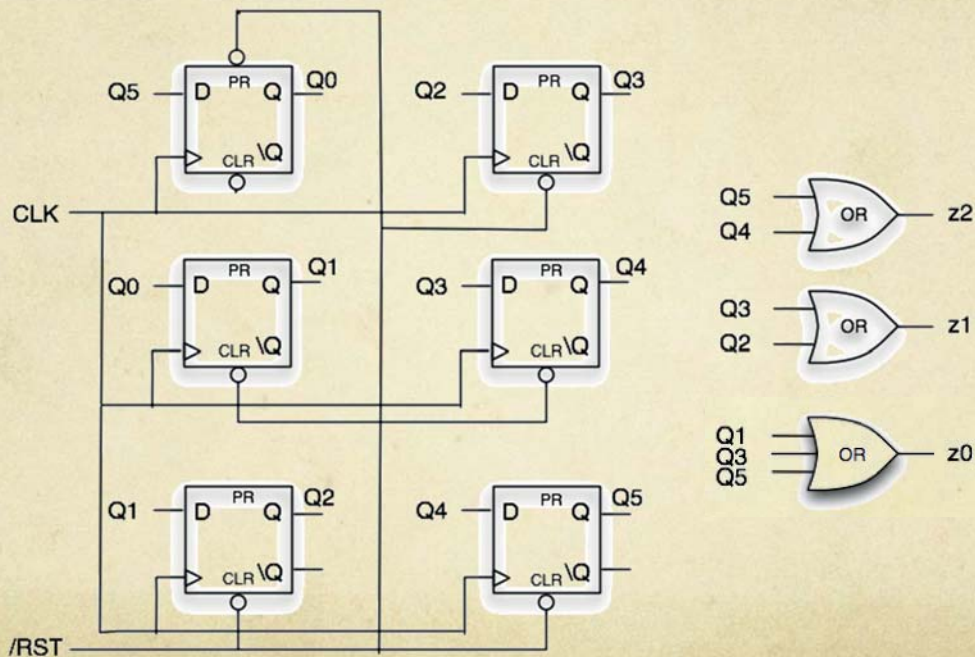 PR
PR
Q5 D Q Q0
Q2 D Q Q3
CLR \Q
CLR \Q
CLK
Q5
Q4
OR
z2
PR
PR
Q0 D Q Q1
Q3 D Q Q4
CLR \Q
CLR \Q
Q3
Q2
OR
z1
Q1
Q3
Q5
OR
z0
PR
PR
Q1 D Q Q2
Q4 D Q Q5
CLR \Q
CLR \Q
/RST